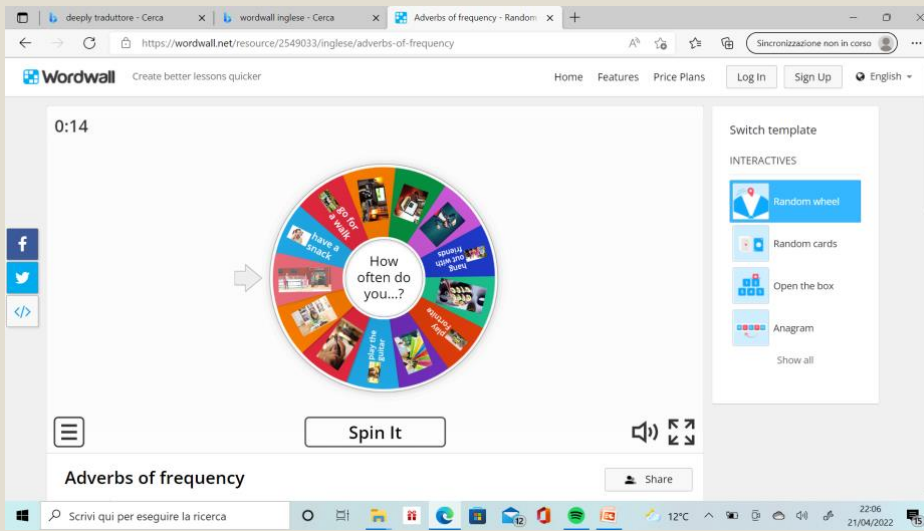 deeply traduttore - Cerca
wordwall inglese - Cerca
Adverbs of frequency - Random
https://wordwall.net/resource/2549033/inglese/adverbs-of-frequency
Sincronizzazione non in corso
Wordwall
Create better lessons quicker
Home Features Price Plans Log In Sign Up English
0:14
go for
a walk
have a
snack
hang
out with
friends
play
Fortnite
play the
guitar
How
often do
you...?
Spin It
Adverbs of frequency
Share
Switch template
INTERACTIVES
Random wheel
Random cards
Open the box
Anagram
Show all
Scrivi qui per eseguire la ricerca
12
12°C
22:06
21/04/2022